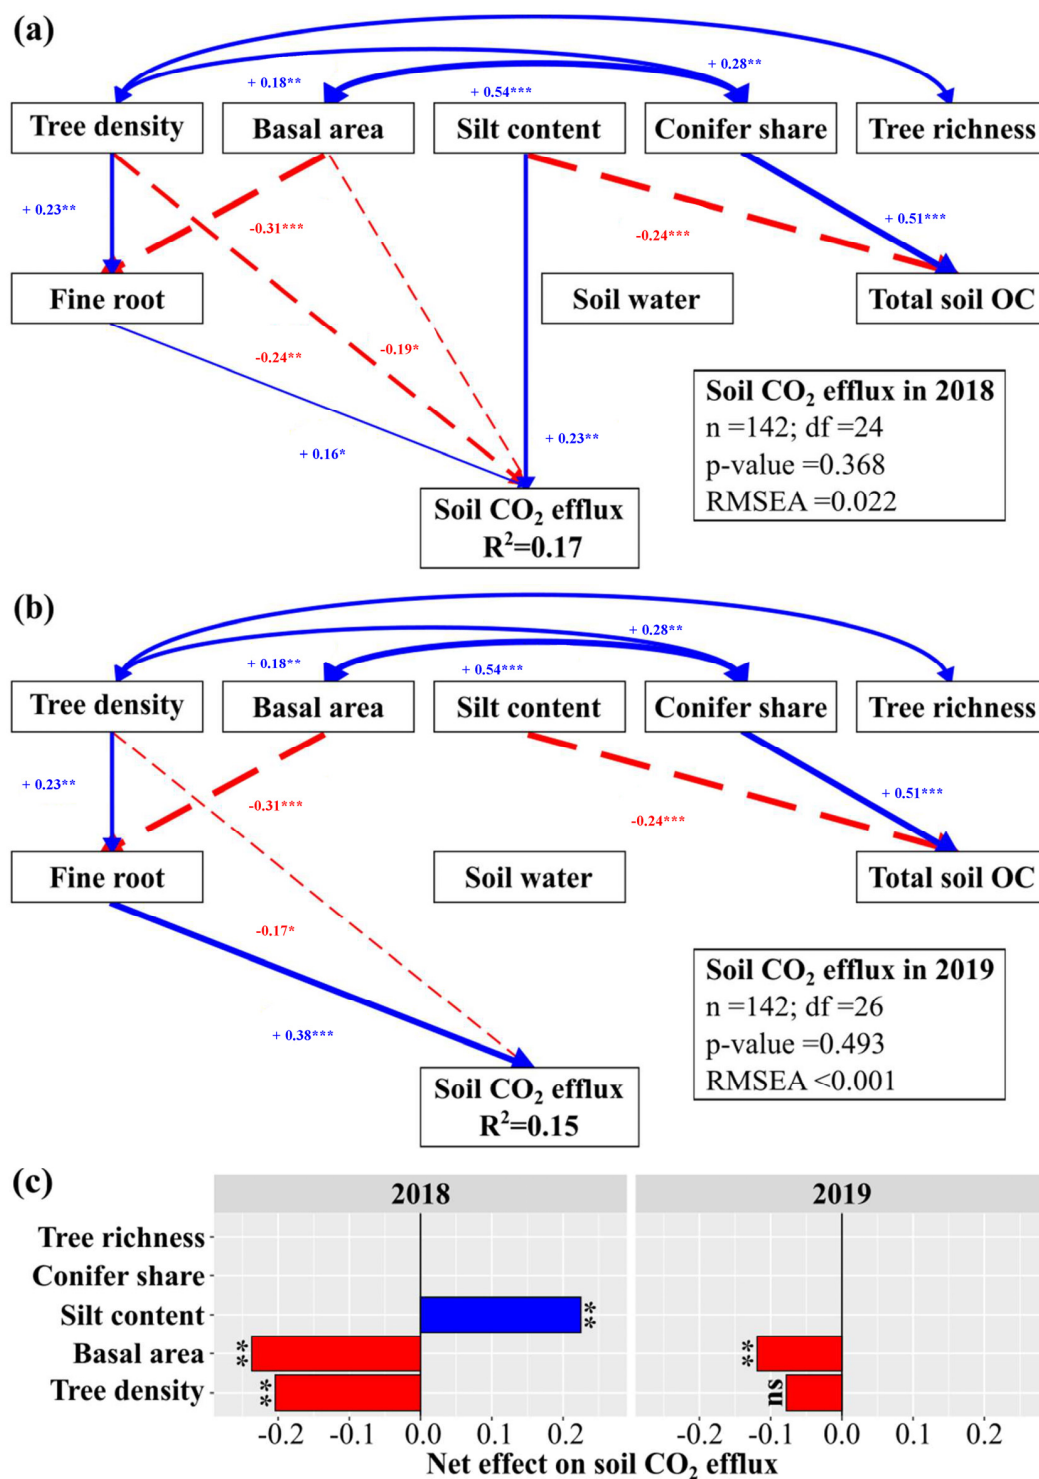 (a)
+ 0.18**
+ 0.54***
+ 0.28**
Tree density
Basal area
Silt content
Conifer share
Tree richness
+ 0.23**
-0.31***
-0.24***
+ 0.51***
Fine root
Soil water
Total soil OC
-0.24**
-0.19*
+ 0.16*
+ 0.23**
Soil CO₂ efflux
R²=0.17
Soil CO₂ efflux in 2018
n =142; df =24
p-value =0.368
RMSEA =0.022
(b)
+ 0.18**
+ 0.54***
+ 0.28**
Tree density
Basal area
Silt content
Conifer share
Tree richness
+ 0.23**
-0.31***
-0.24***
+ 0.51***
Fine root
Soil water
Total soil OC
-0.17*
+ 0.38***
Soil CO₂ efflux
R²=0.15
Soil CO₂ efflux in 2019
n =142; df =26
p-value =0.493
RMSEA <0.001
(c)
2018
2019
Tree richness
Conifer share
Silt content
**
Basal area
**
**
Tree density
**
ns
-0.2 -0.1 0.0 0.1 0.2
-0.2 -0.1 0.0 0.1 0.2
Net effect on soil CO₂ efflux